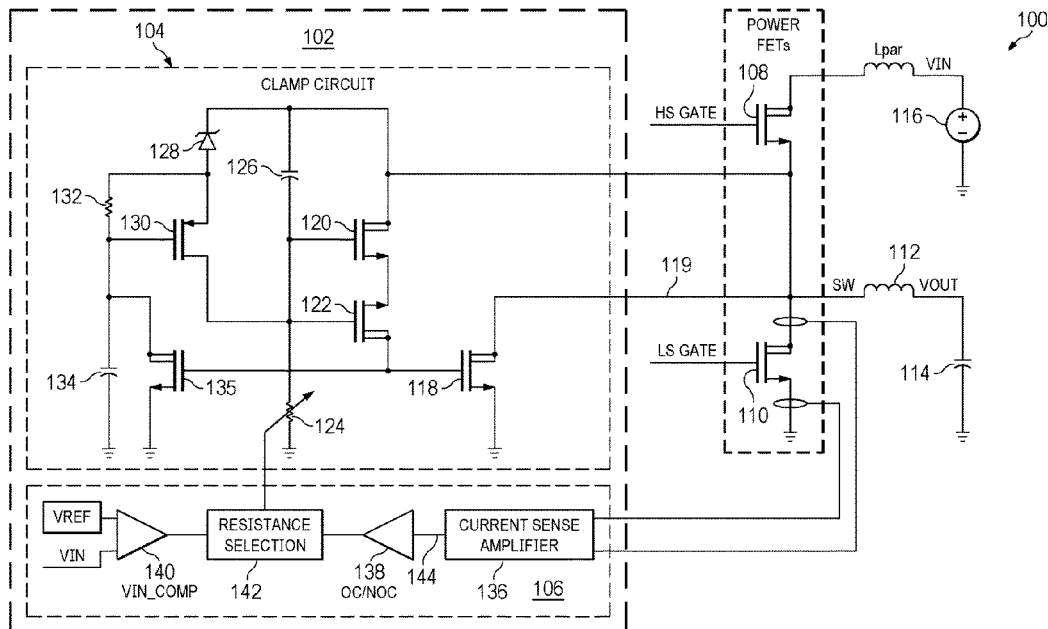 100
102
104
CLAMP CIRCUIT
POWER
FETs
108
Lpar
VIN
HS GATE
116
+
-
128
126
132
130
120
122
119
SW
112
VOUT
LS GATE
110
114
134
135
118
124
VREF
VIN
140
VIN_COMP
RESISTANCE
SELECTION
142
138
OC/NOC
144
CURRENT SENSE
AMPLIFIER
136
106